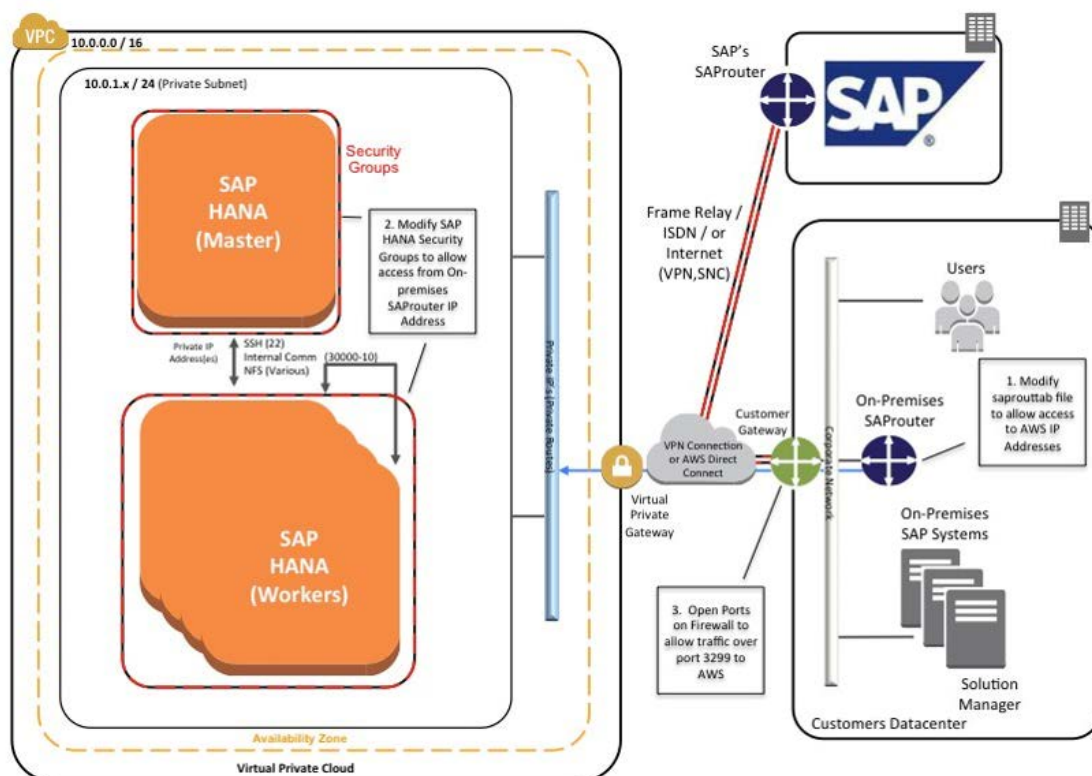 VPC
10.0.0.0 / 16
10.0.1.x / 24 (Private Subnet)
SAP
HANA
(Master)
Security
Groups
2. Modify SAP
HANA Security
Groups to allow
access from On-
premises
SAProuter IP
Address
Private IP
Address(es)
SSH (22)
Internal Comm
NFS (Various)
(30000-10)
SAP
HANA
(Workers)
Private IP's (Private Routes)
Availability Zone
Virtual Private Cloud
Virtual
Private
Gateway
VPN Connection
or AWS Direct
Connect
Customer
Gateway
Frame Relay /
ISDN / or
Internet
(VPN,SNC)
SAP's
SAProuter
SAP
®
Users
Corporate Network
On-Premises
SAProuter
1. Modify
saprouttab file
to allow access
to AWS IP
Addresses
On-Premises
SAP Systems
3. Open Ports
on Firewall to
allow traffic over
port 3299 to
AWS
Solution
Manager
Customers Datacenter